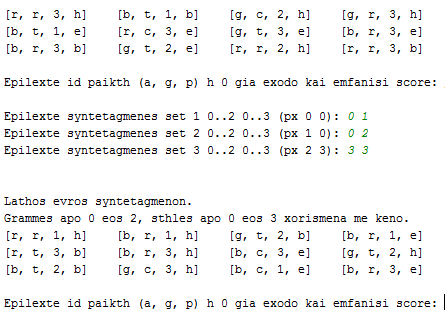 [r, r, 3, h] [b, t, 1, b] [g, c, 2, h] [g, r, 3, h]
[b, t, 1, e] [r, c, 3, e] [g, t, 3, e] [b, r, 3, e]
[b, r, 3, b] [g, t, 2, e] [r, r, 2, h] [r, r, 3, b]
Epilexte id paikth (a, g, p) h 0 gia exodo kai emfanisi score:
Epilexte syntetagmenes set 1 0..2 0..3 (px 0 0): 0 1
Epilexte syntetagmenes set 2 0..2 0..3 (px 1 0): 0 2
Epilexte syntetagmenes set 3 0..2 0..3 (px 2 3): 3 3
Lathos evros syntetagmenon.
Grammes apo 0 eos 2, sthles apo 0 eos 3 xorismena me keno.
[r, r, 1, h] [b, r, 1, h] [g, t, 2, b] [b, r, 1, e]
[r, t, 3, b] [b, r, 3, h] [b, c, 3, e] [g, t, 2, h]
[b, t, 2, b] [g, c, 3, h] [b, c, 1, e] [b, r, 3, e]
Epilexte id paikth (a, g, p) h 0 gia exodo kai emfanisi score: